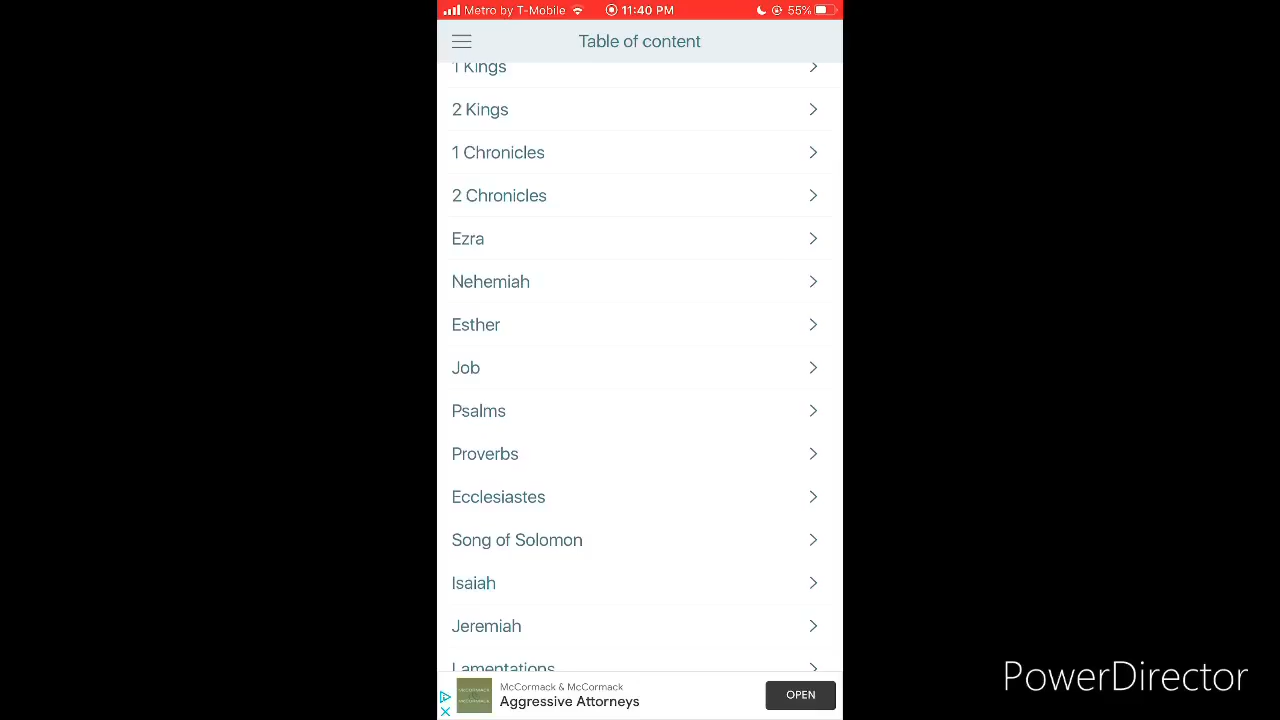 Metro by T-Mobile 11:40 PM 55%
Table of content
1 Kings
2 Kings
1 Chronicles
2 Chronicles
Ezra
Nehemiah
Esther
Job
Psalms
Proverbs
Ecclesiastes
Song of Solomon
Isaiah
Jeremiah
Lamentations
McCormack & McCormack
Aggressive Attorneys
OPEN
PowerDirector